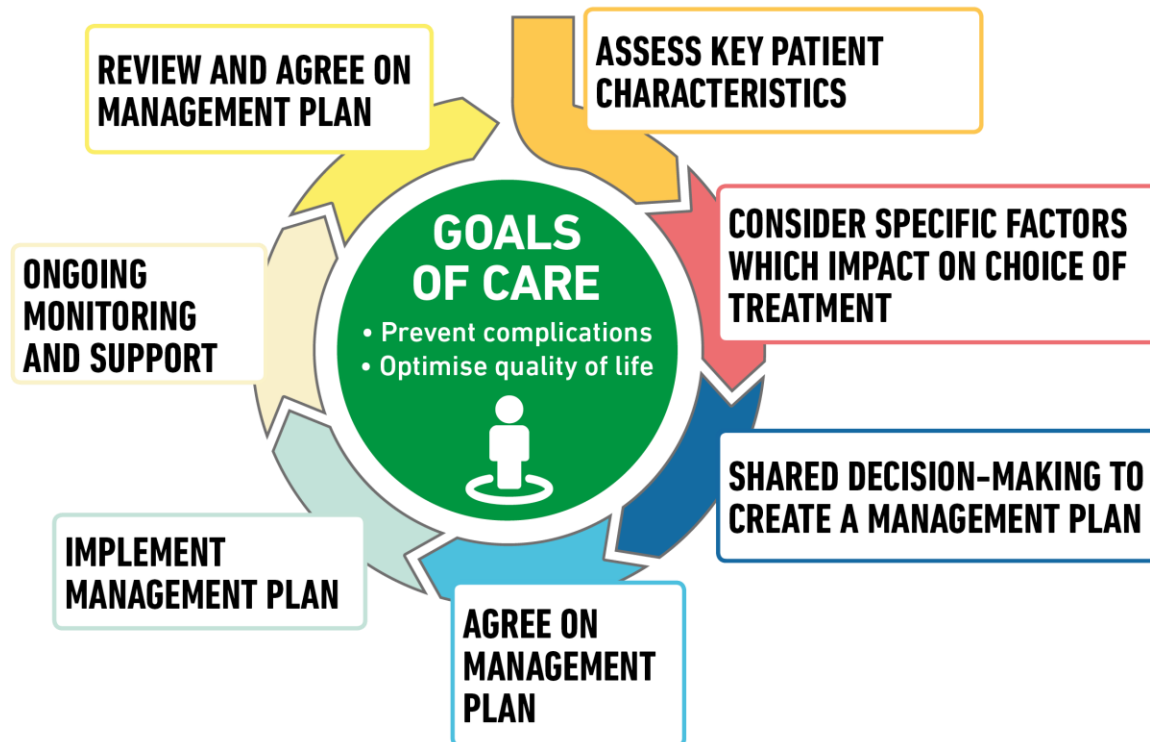 ASSESS KEY PATIENT
CHARACTERISTICS
CONSIDER SPECIFIC FACTORS
WHICH IMPACT ON CHOICE OF
TREATMENT
SHARED DECISION-MAKING TO
CREATE A MANAGEMENT PLAN
AGREE ON
MANAGEMENT
PLAN
IMPLEMENT
MANAGEMENT PLAN
ONGOING
MONITORING
AND SUPPORT
REVIEW AND AGREE ON
MANAGEMENT PLAN
GOALS
OF CARE
• Prevent complications
• Optimise quality of life